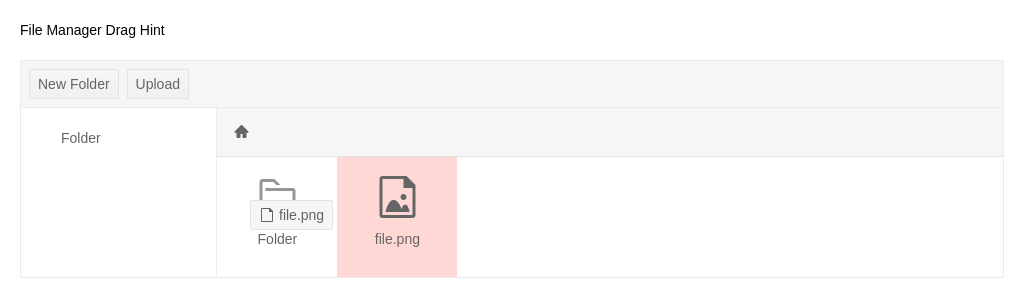 File Manager Drag Hint
New Folder
Upload
Folder
file.png
Folder
file.png